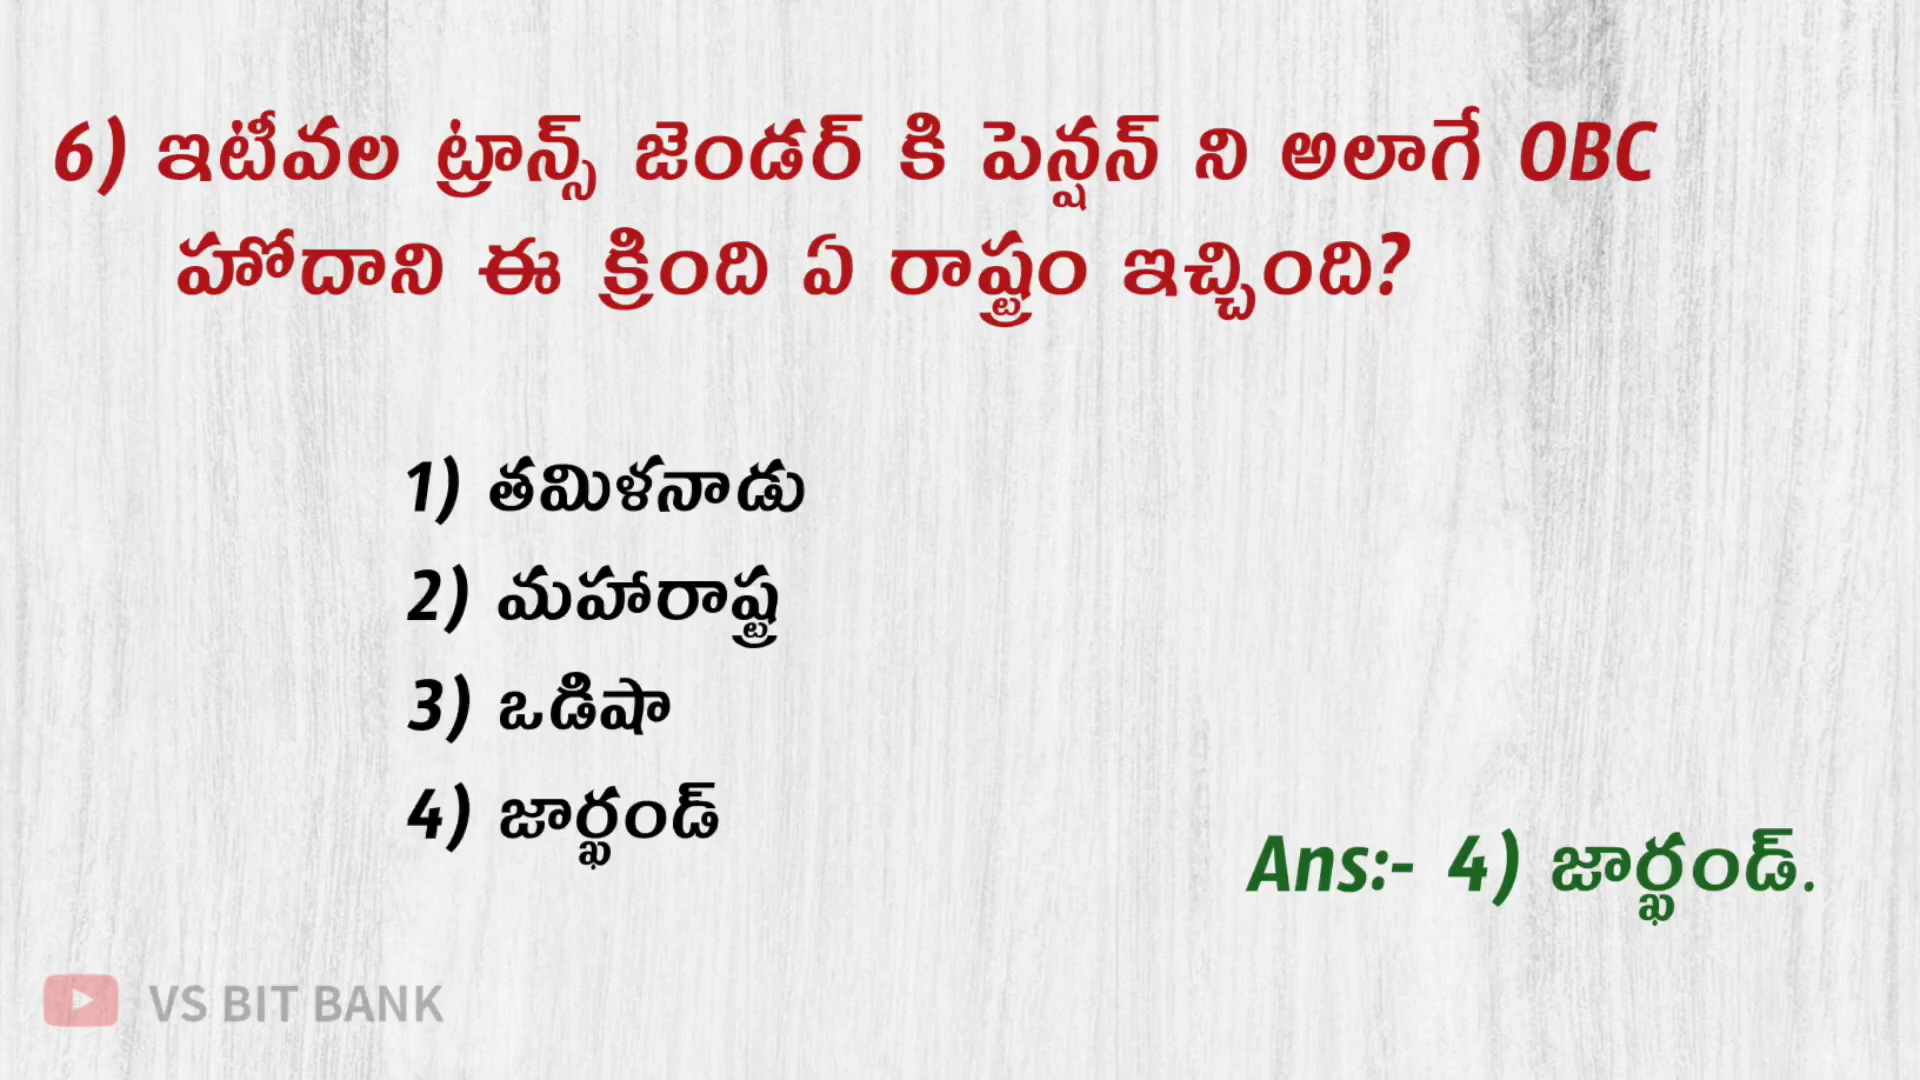 6) ఇటీవల ట్రాన్స్ జెండర్ కి పెన్షన్ ని అలాగే OBC
హోదాని ఈ క్రింది ఏ రాష్ట్రం ఇచ్చింది?
1) తమిళనాడు
2) మహారాష్ట్ర
3) ఒడిషా
4) జార్ఖండ్
Ans:- 4) జార్ఖండ్.
VS BIT BANK